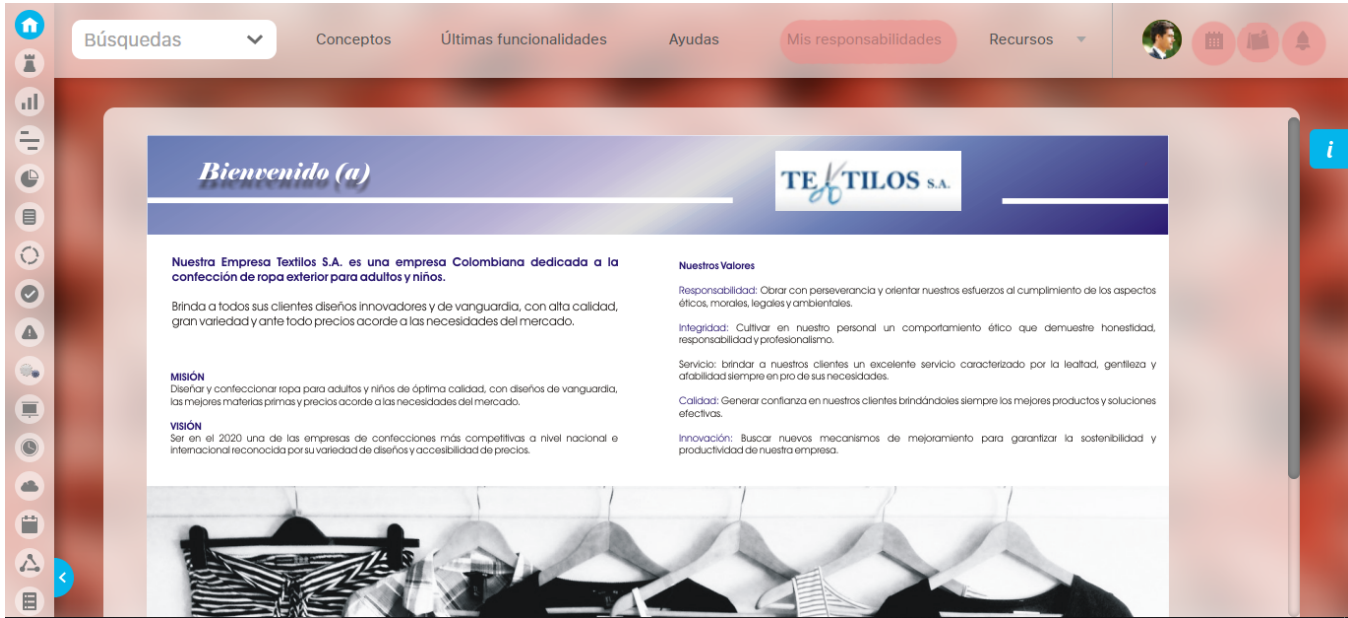 Búsquedas
Conceptos
Últimas funcionalidades
Ayudas
Mis responsabilidades
Recursos
i
Bienvenido (a)
TEXTILOS S.A.
Nuestra Empresa Textilos S.A. es una empresa Colombiana dedicada a la
confección de ropa exterior para adultos y niños.
Brinda a todos sus clientes diseños innovadores y de vanguardia, con alta calidad,
gran variedad y ante todo precios acorde a las necesidades del mercado.
MISIÓN
Diseñar y confeccionar ropa para adultos y niños de óptima calidad, con diseños de vanguardia,
las mejores materias primas y precios acorde a las necesidades del mercado.
VISIÓN
Ser en el 2020 una de las empresas de confecciones más competitivas a nivel nacional e
internacional reconocida por su variedad de diseños y accesibilidad de precios.
Nuestros Valores
Responsabilidad: Obrar con perseverancia y orientar nuestros esfuerzos al cumplimiento de los aspectos
éticos, morales, legales y ambientales.
Integridad: Cultivar en nuestro personal un comportamiento ético que demuestre honestidad,
responsabilidad y profesionalismo.
Servicio: brindar a nuestros clientes un excelente servicio caracterizado por la lealtad, gentileza y
afabilidad siempre en pro de sus necesidades.
Calidad: Generar confianza en nuestros clientes brindándoles siempre los mejores productos y soluciones
efectivas.
Innovación: Buscar nuevos mecanismos de mejoramiento para garantizar la sostenibilidad y
productividad de nuestra empresa.